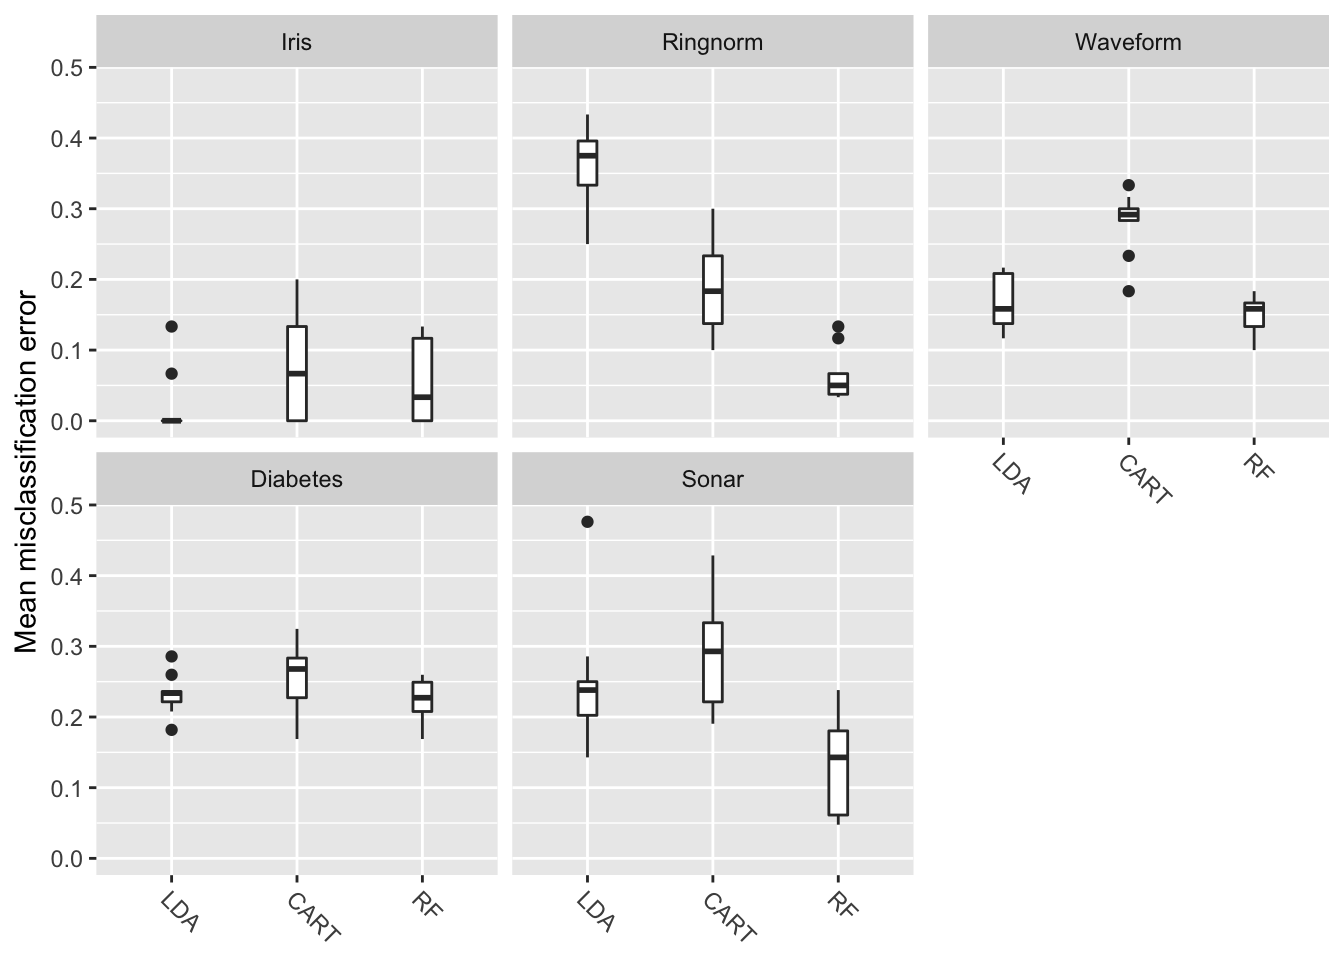 Iris
Ringnorm
Waveform
0.5
0.4
0.3
0.2
0.1
0.0
LDA
CART
RF
Mean misclassification error
Diabetes
Sonar
0.5
0.4
0.3
0.2
0.1
0.0
LDA
CART
RF
LDA
CART
RF